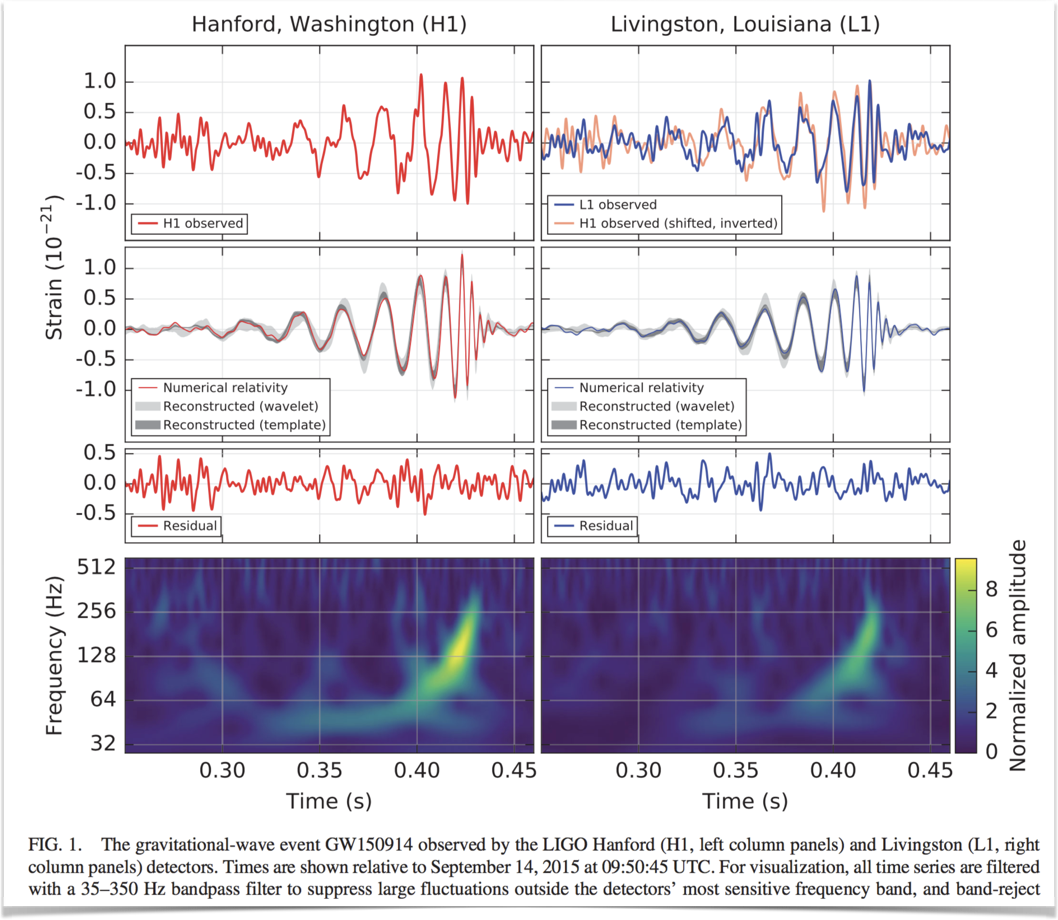 Hanford, Washington (H1)
Livingston, Louisiana (L1)
Strain (10⁻²¹)
1.0
0.5
0.0
-0.5
-1.0
H1 observed
L1 observed
H1 observed (shifted, inverted)
1.0
0.5
0.0
-0.5
-1.0
Numerical relativity
Reconstructed (wavelet)
Reconstructed (template)
Numerical relativity
Reconstructed (wavelet)
Reconstructed (template)
0.5
0.0
-0.5
Residual
Residual
Frequency (Hz)
512
256
128
64
32
Normalized amplitude
8
6
4
2
0
0.30 0.35 0.40 0.45
0.30 0.35 0.40 0.45
Time (s)
Time (s)
FIG. 1. The gravitational-wave event GW150914 observed by the LIGO Hanford (H1, left column panels) and Livingston (L1, right
column panels) detectors. Times are shown relative to September 14, 2015 at 09:50:45 UTC. For visualization, all time series are filtered
with a 35–350 Hz bandpass filter to suppress large fluctuations outside the detectors’ most sensitive frequency band, and band-reject